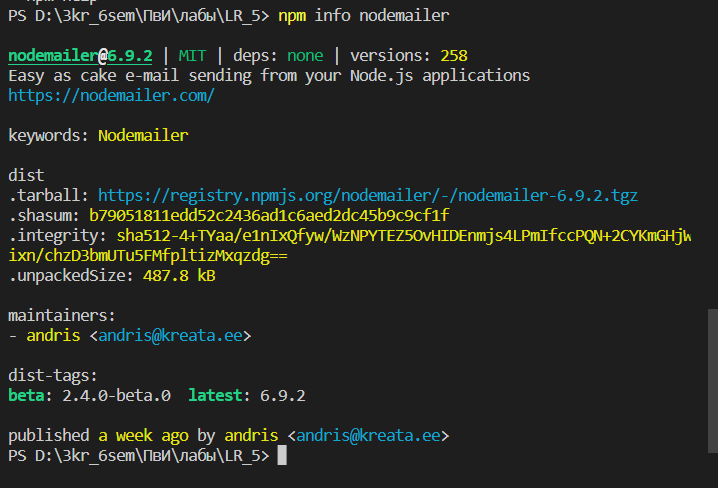 PS D:\3kr_6sem\ПвИ\лабы\LR_5> npm info nodemailer
nodemailer@6.9.2 | MIT | deps: none | versions: 258
Easy as cake e-mail sending from your Node.js applications
https://nodemailer.com/
keywords: Nodemailer
dist
.tarball: https://registry.npmjs.org/nodemailer/-/nodemailer-6.9.2.tgz
.shasum: b79051811edd52c2436ad1c6aed2dc45b9c9cf1f
.integrity: sha512-4+TYaa/e1nIxQfyw/WzNPYTEZ5OvHIDEnmjs4LPmIfccPQN+2CYKmGHjW
ixn/chzD3bmUTu5FMfpltizMxqzdg==
.unpackedSize: 487.8 kB
maintainers:
- andris <andris@kreata.ee>
dist-tags:
beta: 2.4.0-beta.0  latest: 6.9.2
published a week ago by andris <andris@kreata.ee>
PS D:\3kr_6sem\ПвИ\лабы\LR_5>